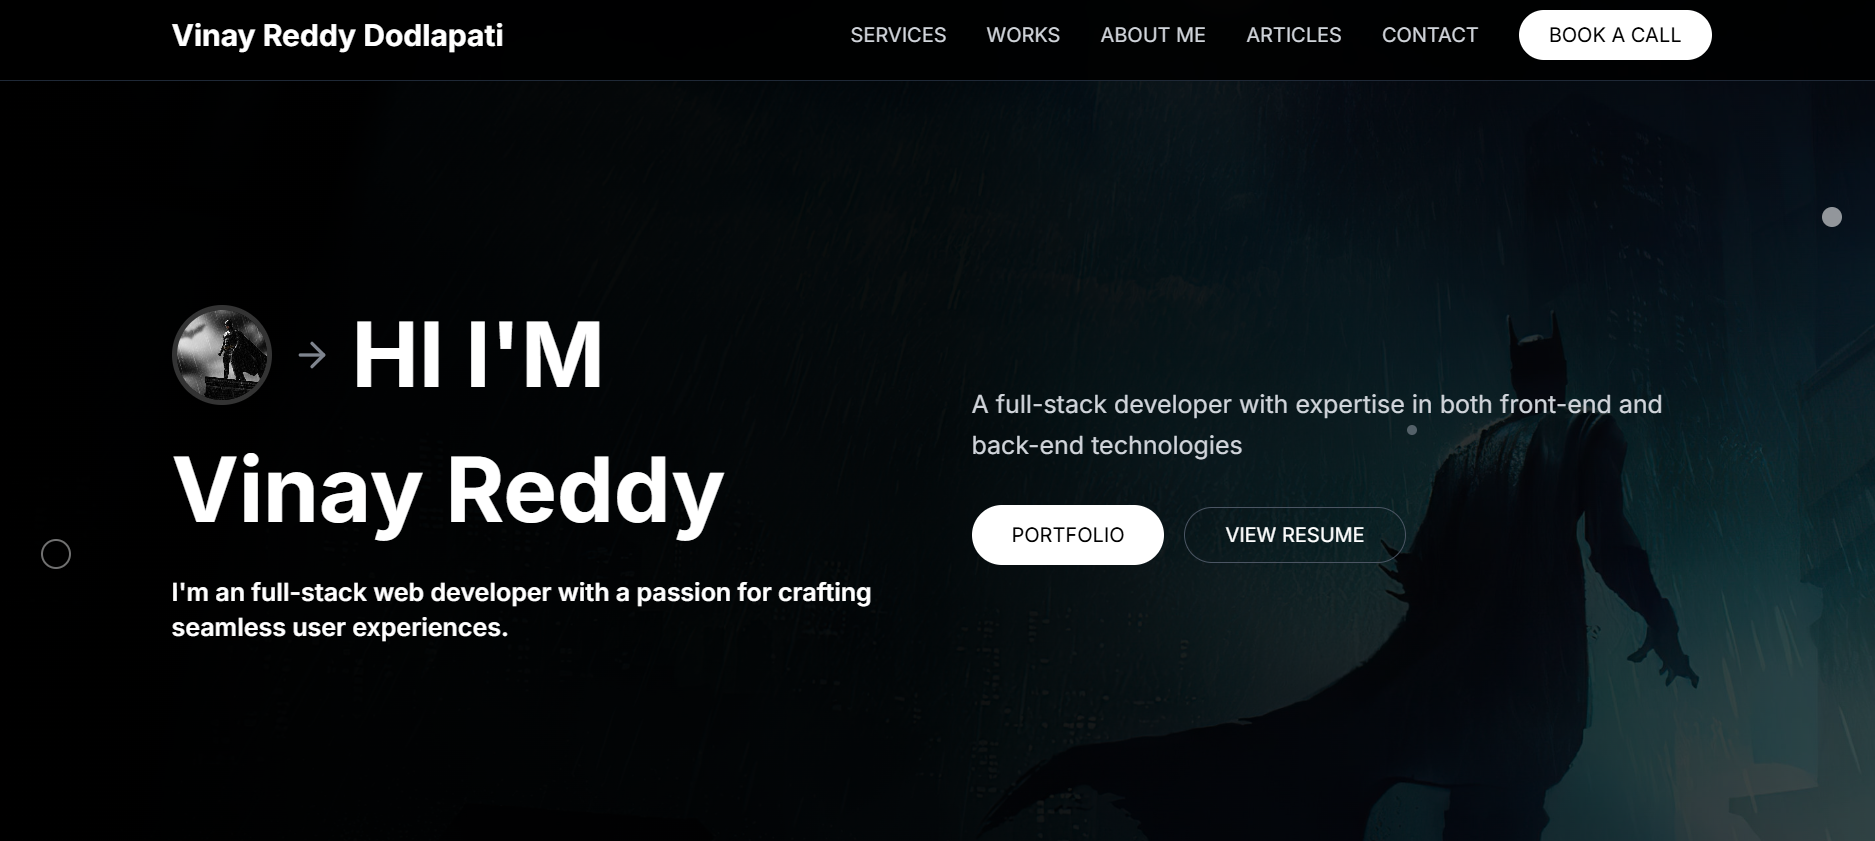 Vinay Reddy Dodlapati
SERVICES
WORKS
ABOUT ME
ARTICLES
CONTACT
BOOK A CALL
HI I'M
Vinay Reddy
I'm an full-stack web developer with a passion for crafting
seamless user experiences.
A full-stack developer with expertise in both front-end and
back-end technologies
PORTFOLIO
VIEW RESUME